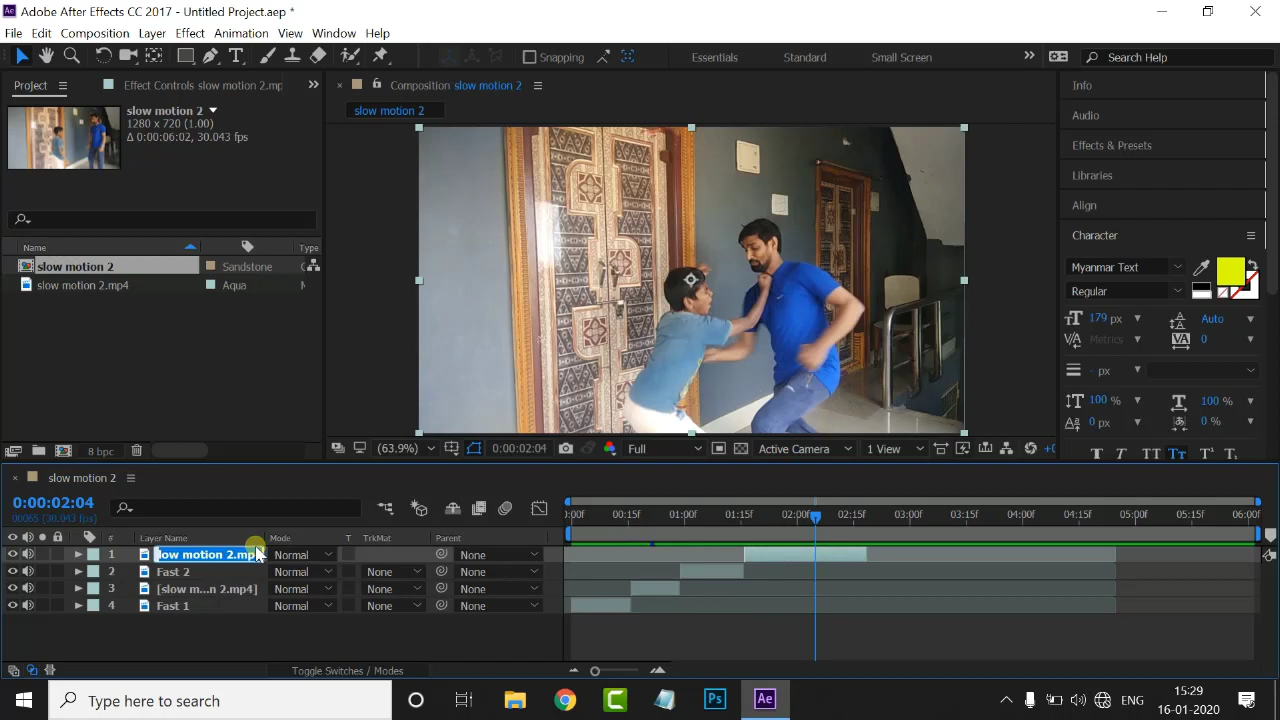 Adobe After Effects CC 2017 - Untitled Project.aep *
File Edit Composition Layer Effect Animation View Window Help
Snapping
Essentials Standard Small Screen
Search Help
Project
Effect Controls slow motion 2.mp
Composition slow motion 2
slow motion 2
slow motion 2
1280 x 720 (1.00)
Δ 0:00:06:02, 30.043 fps
Name Type
slow motion 2 Sandstone
slow motion 2.mp4 Aqua
8 bpc
(63.9%) 0:00:02:04 Full Active Camera 1 View +0
Info
Audio
Effects & Presets
Libraries
Align
Character
Myanmar Text
Regular
179 px Auto
Metrics 0
- px
100 % 100 %
0 px 0 %
T T TT Tт T¹ T₁
slow motion 2
0:00:02:04
00065 (30.043 fps)
:00f 00:15f 01:00f 01:15f 02:00f 02:15f 03:00f 03:15f 04:00f 04:15f 05:00f 05:15f 06:00f
# Layer Name Mode T TrkMat Parent
1 low motion 2.mp Normal None
2 Fast 2 Normal None None
3 [slow m...n 2.mp4] Normal None None
4 Fast 1 Normal None None
Toggle Switches / Modes
Type here to search
Ps
Ae
ENG
15:29
16-01-2020